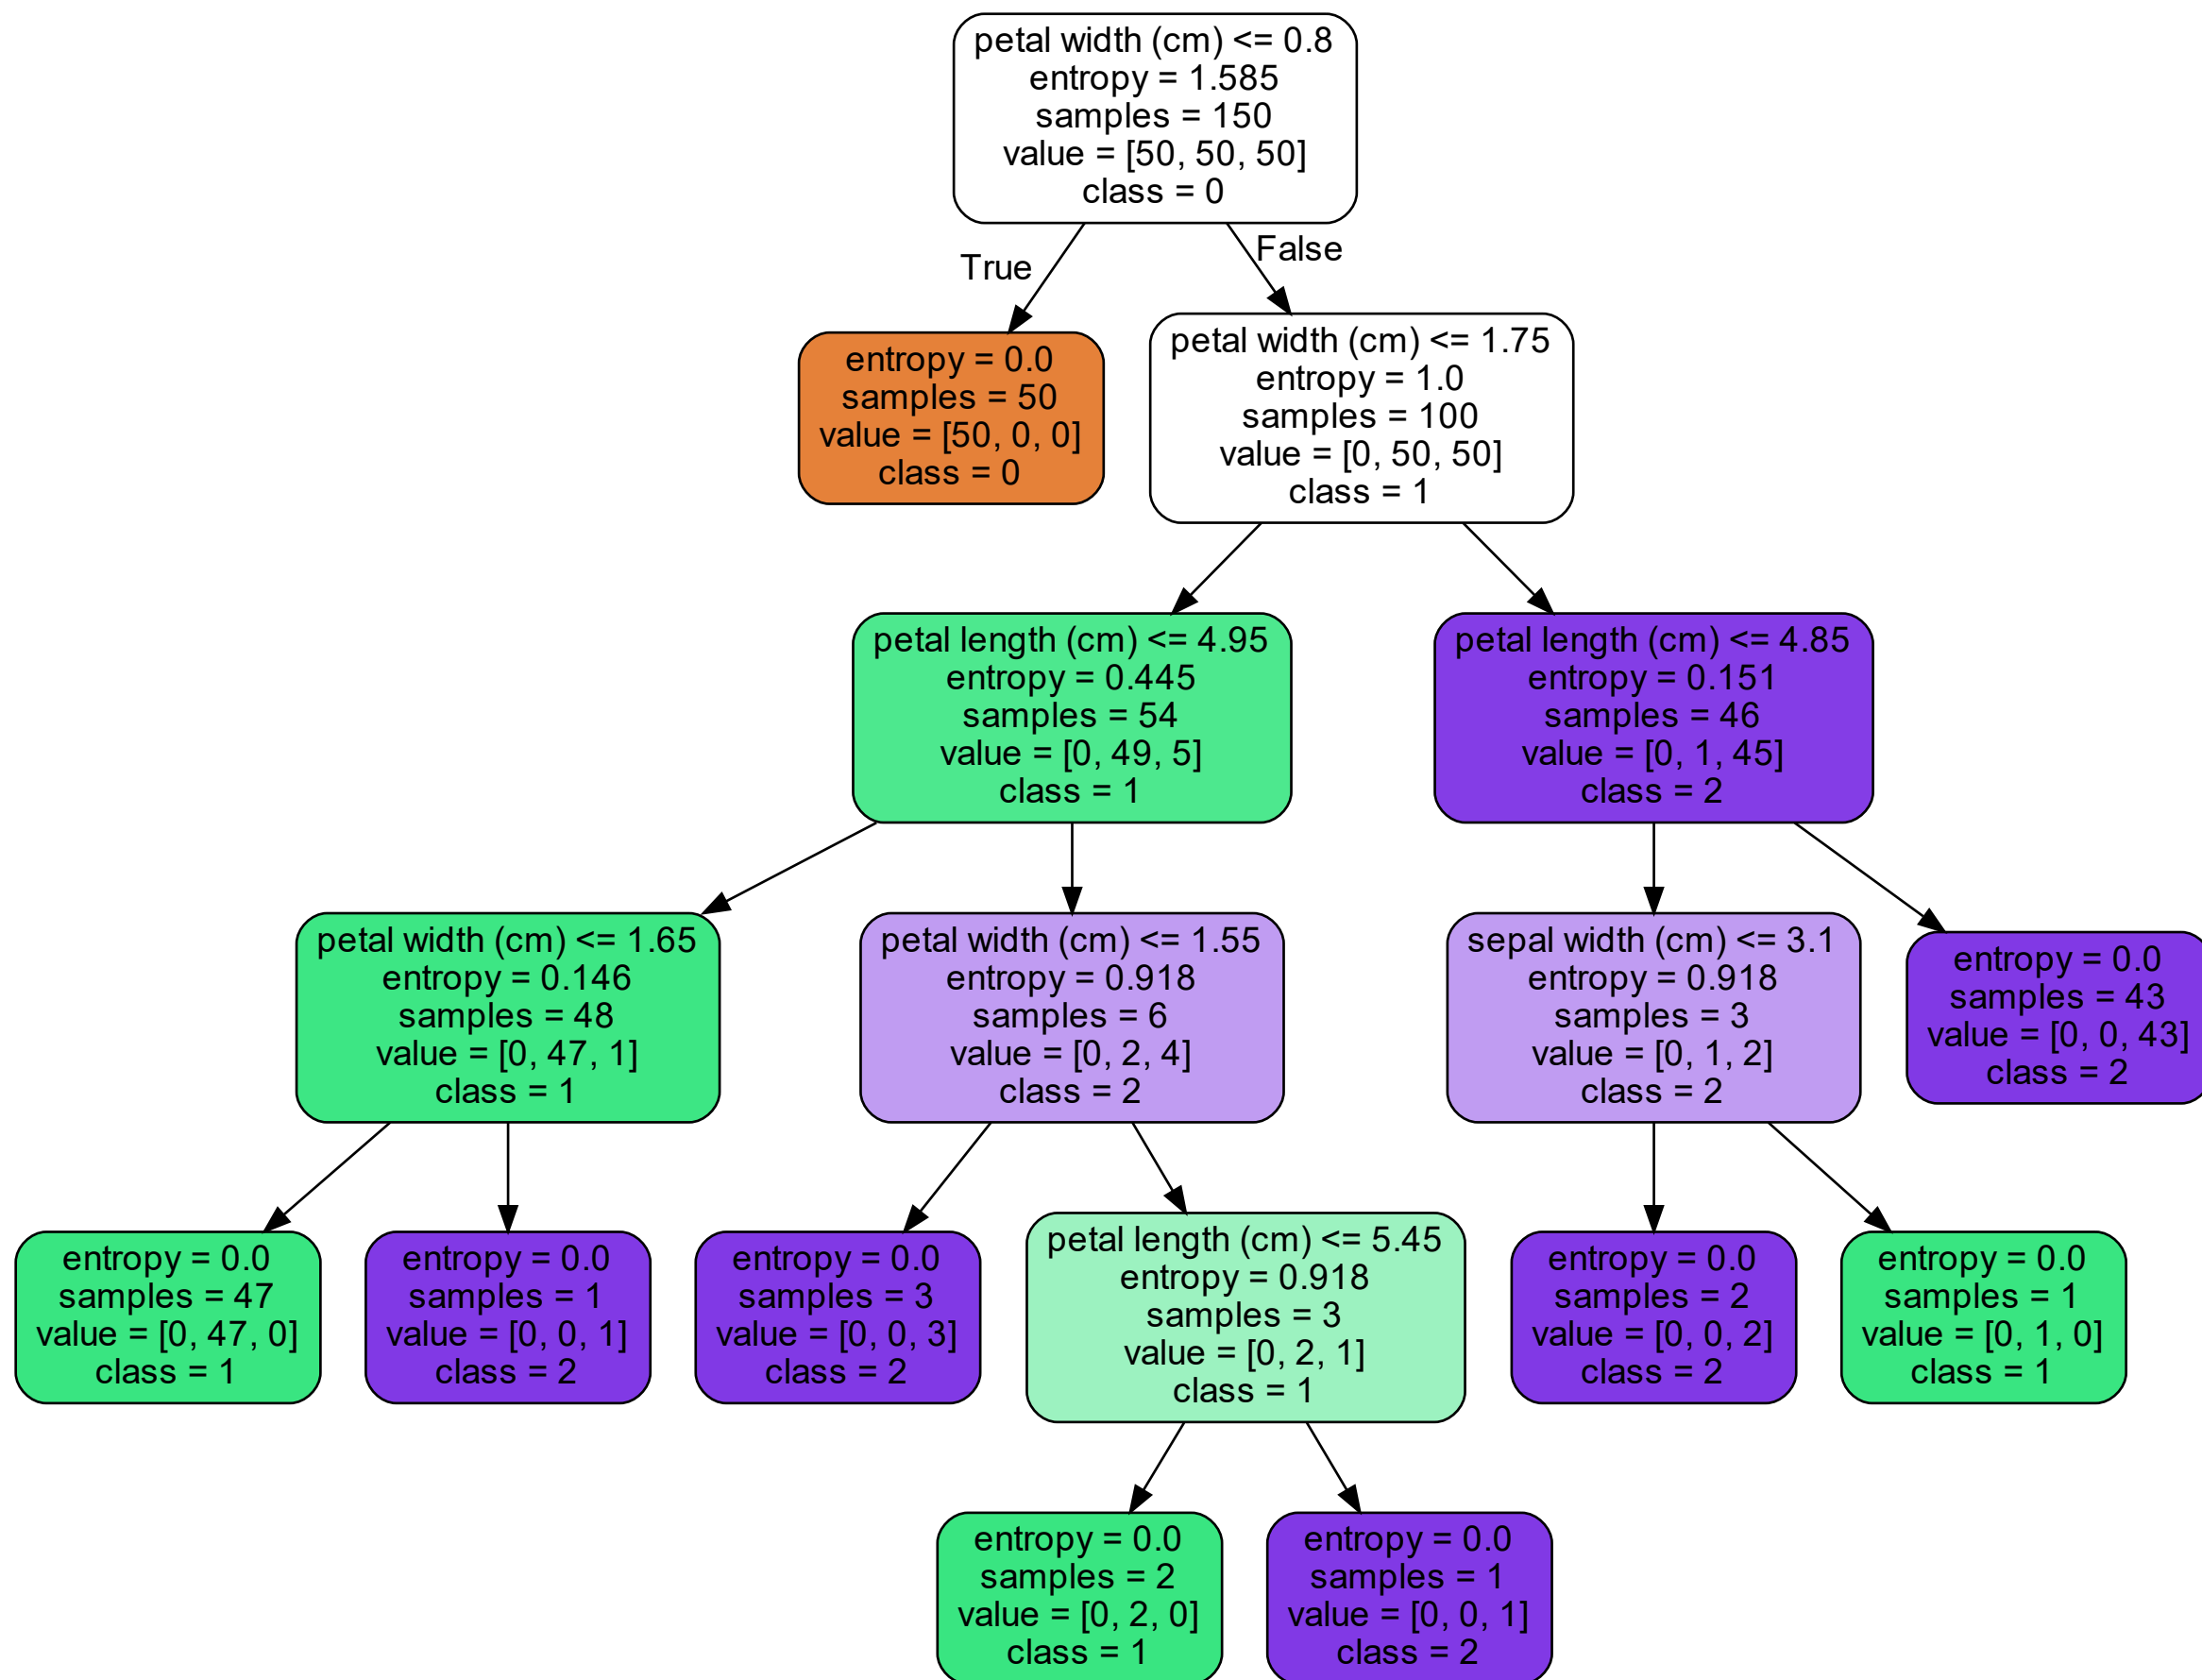 petal width (cm) <= 0.8
entropy = 1.585
samples = 150
value = [50, 50, 50]
class = 0
True
False
entropy = 0.0
samples = 50
value = [50, 0, 0]
class = 0
petal width (cm) <= 1.75
entropy = 1.0
samples = 100
value = [0, 50, 50]
class = 1
petal length (cm) <= 4.95
entropy = 0.445
samples = 54
value = [0, 49, 5]
class = 1
petal length (cm) <= 4.85
entropy = 0.151
samples = 46
value = [0, 1, 45]
class = 2
petal width (cm) <= 1.65
entropy = 0.146
samples = 48
value = [0, 47, 1]
class = 1
petal width (cm) <= 1.55
entropy = 0.918
samples = 6
value = [0, 2, 4]
class = 2
sepal width (cm) <= 3.1
entropy = 0.918
samples = 3
value = [0, 1, 2]
class = 2
entropy = 0.0
samples = 43
value = [0, 0, 43]
class = 2
entropy = 0.0
samples = 47
value = [0, 47, 0]
class = 1
entropy = 0.0
samples = 1
value = [0, 0, 1]
class = 2
entropy = 0.0
samples = 3
value = [0, 0, 3]
class = 2
petal length (cm) <= 5.45
entropy = 0.918
samples = 3
value = [0, 2, 1]
class = 1
entropy = 0.0
samples = 2
value = [0, 0, 2]
class = 2
entropy = 0.0
samples = 1
value = [0, 1, 0]
class = 1
entropy = 0.0
samples = 2
value = [0, 2, 0]
class = 1
entropy = 0.0
samples = 1
value = [0, 0, 1]
class = 2